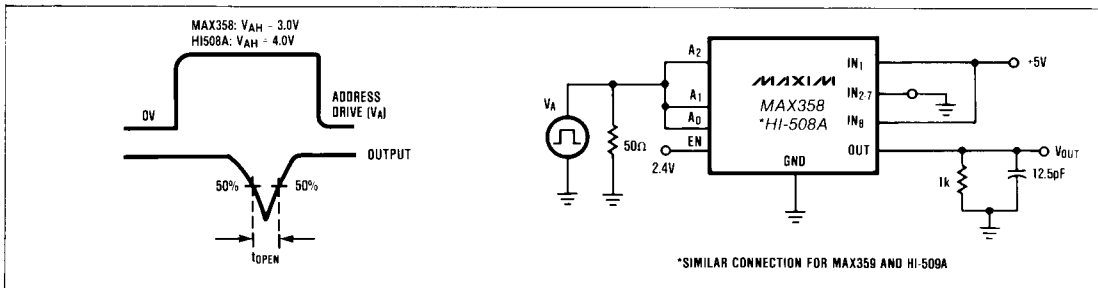 MAX358: VAH = 3.0V
HI508A: VAH = 4.0V
0V
ADDRESS
DRIVE (VA)
OUTPUT
50%
50%
tOPEN
VA
50Ω
2.4V
A2
A1
A0
EN
MAXIM
MAX358
*HI-508A
GND
IN1
IN2-7
IN8
OUT
+5V
VOUT
1k
12.5pF
*SIMILAR CONNECTION FOR MAX359 AND HI-509A